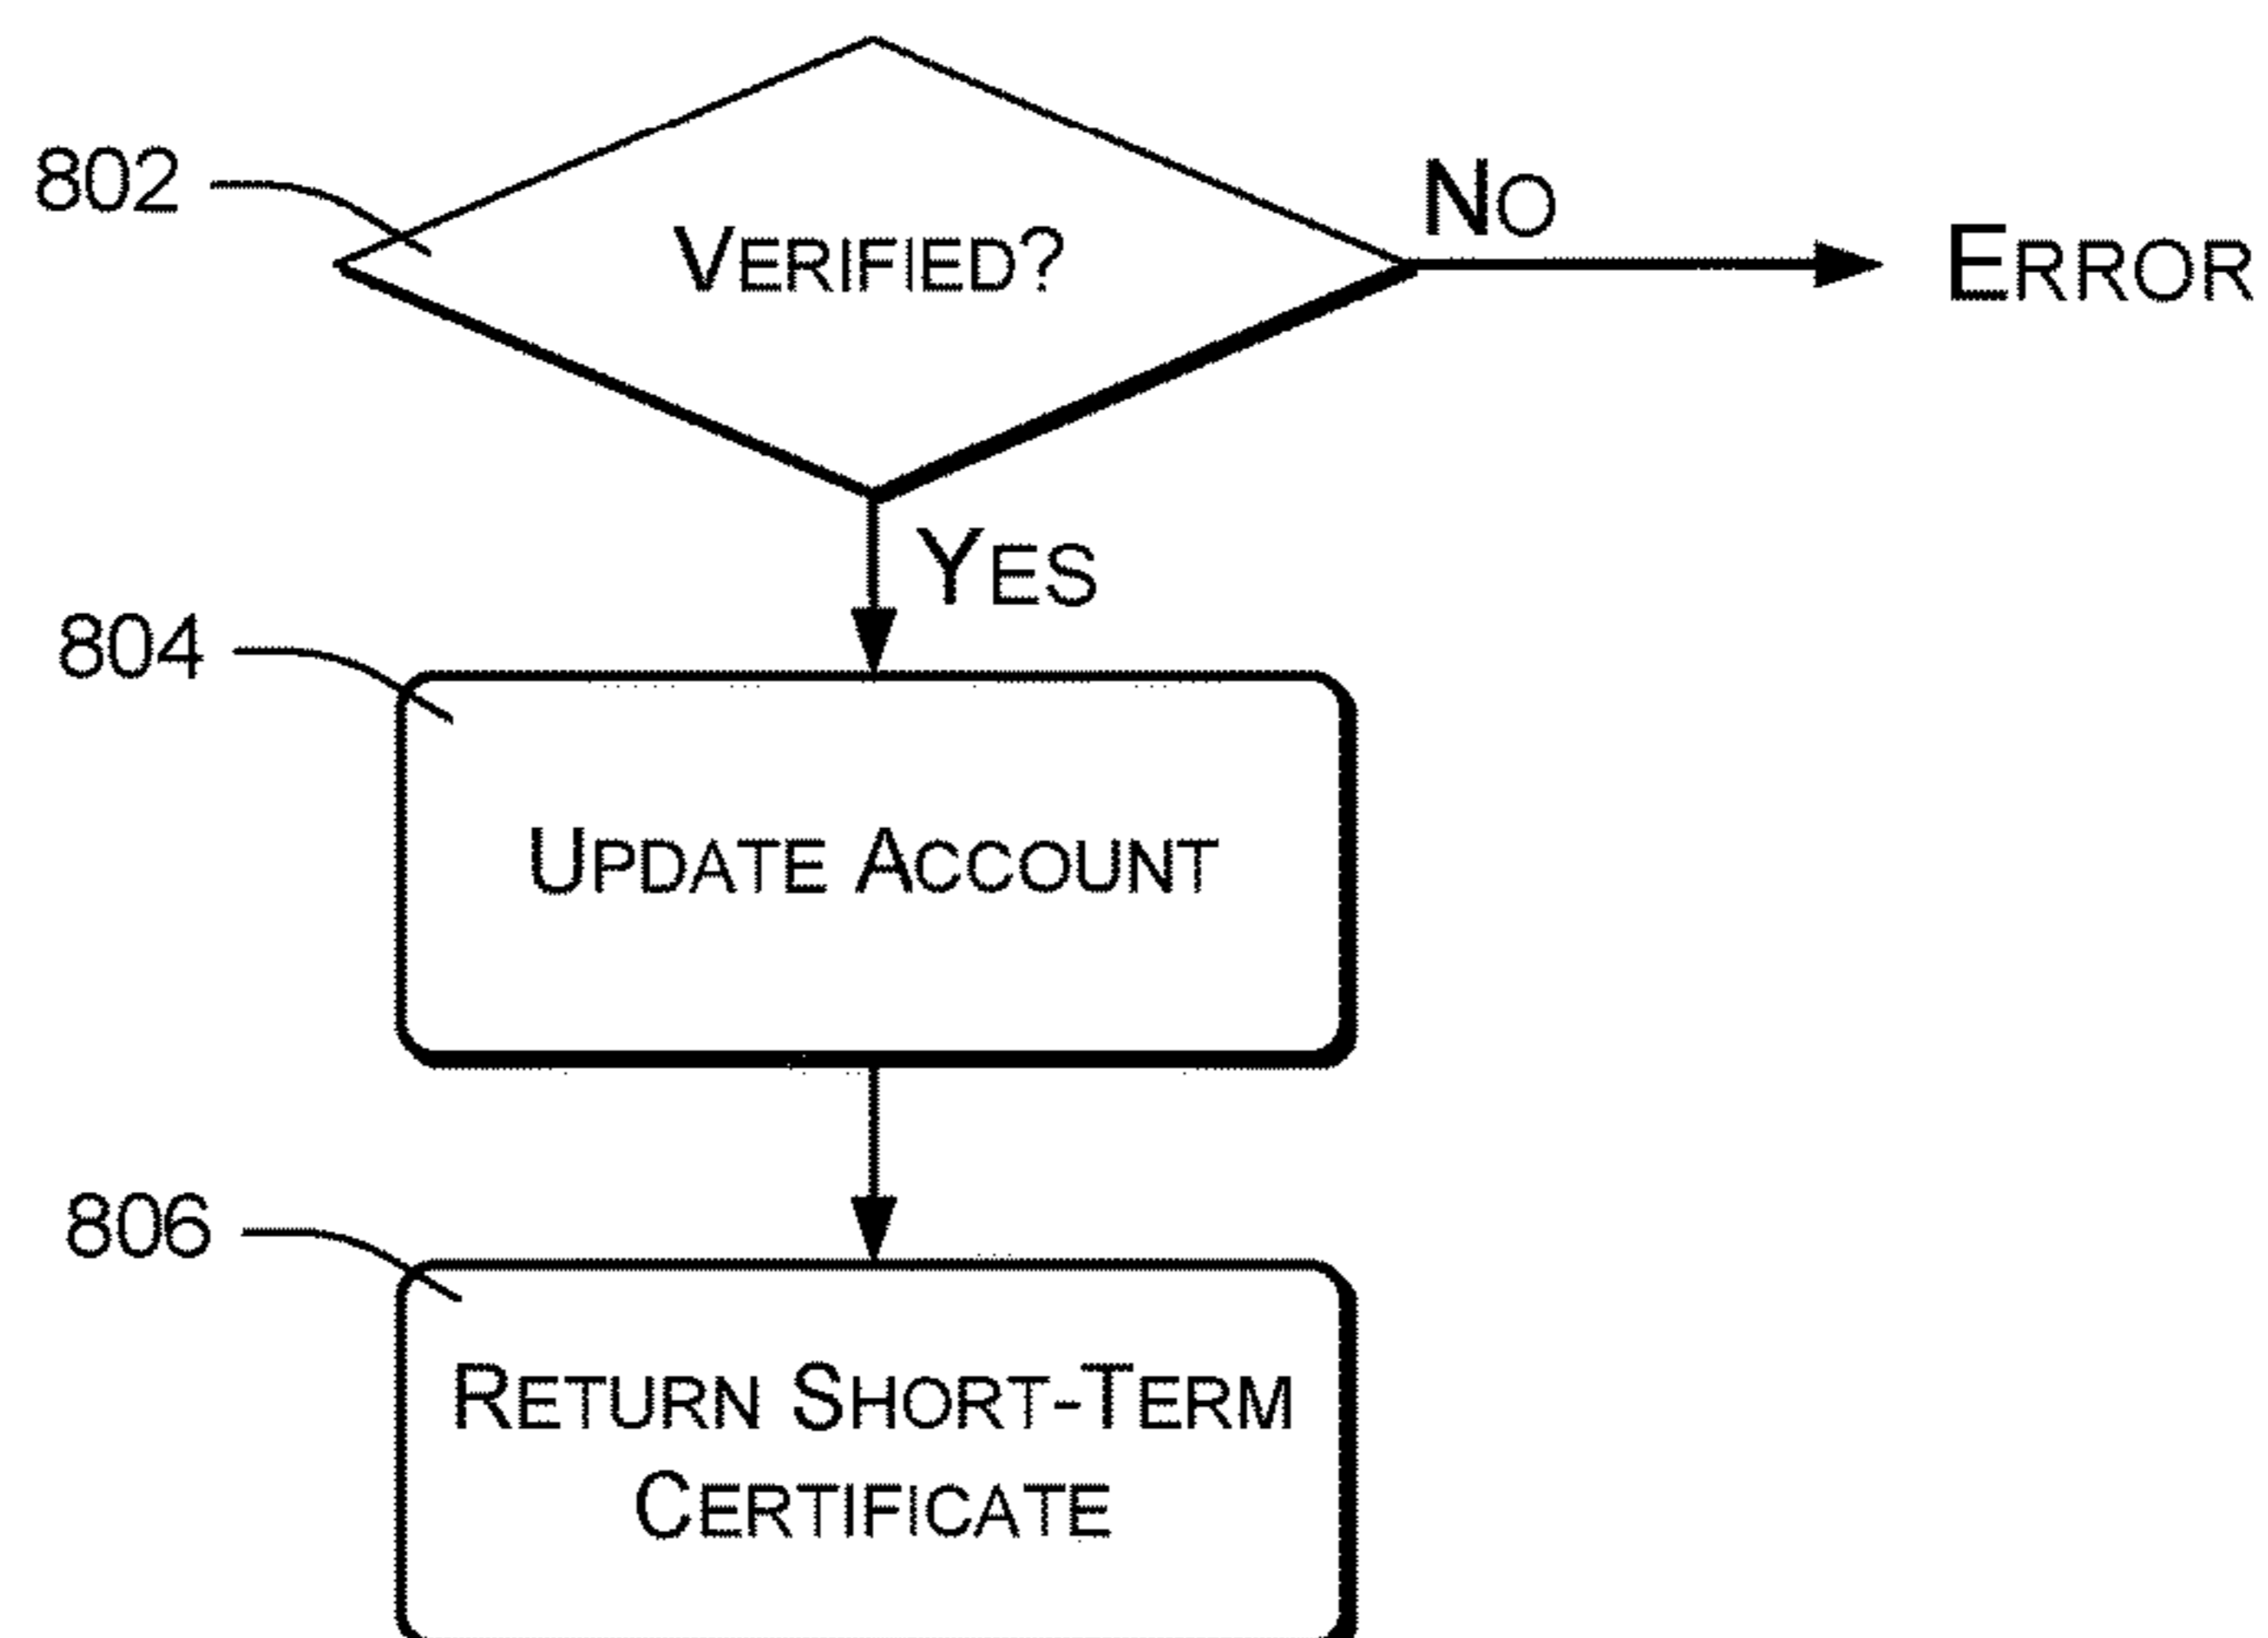 802
VERIFIED?
NO
ERROR
YES
804
UPDATE ACCOUNT
806
RETURN SHORT-TERM
CERTIFICATE